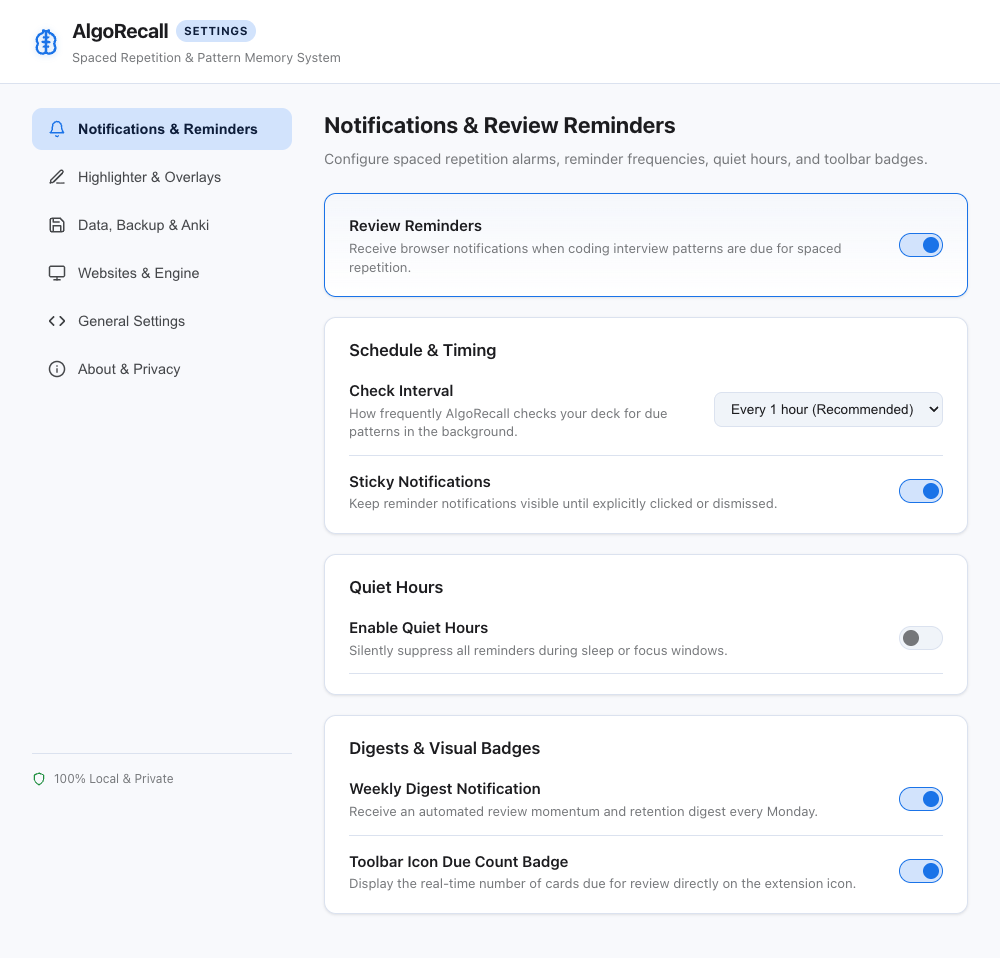 AlgoRecall SETTINGS
Spaced Repetition & Pattern Memory System
Notifications & Reminders
Highlighter & Overlays
Data, Backup & Anki
Websites & Engine
General Settings
About & Privacy
100% Local & Private
Notifications & Review Reminders
Configure spaced repetition alarms, reminder frequencies, quiet hours, and toolbar badges.
Review Reminders
Receive browser notifications when coding interview patterns are due for spaced
repetition.
Schedule & Timing
Check Interval
How frequently AlgoRecall checks your deck for due
patterns in the background.
Every 1 hour (Recommended)
Sticky Notifications
Keep reminder notifications visible until explicitly clicked or dismissed.
Quiet Hours
Enable Quiet Hours
Silently suppress all reminders during sleep or focus windows.
Digests & Visual Badges
Weekly Digest Notification
Receive an automated review momentum and retention digest every Monday.
Toolbar Icon Due Count Badge
Display the real-time number of cards due for review directly on the extension icon.